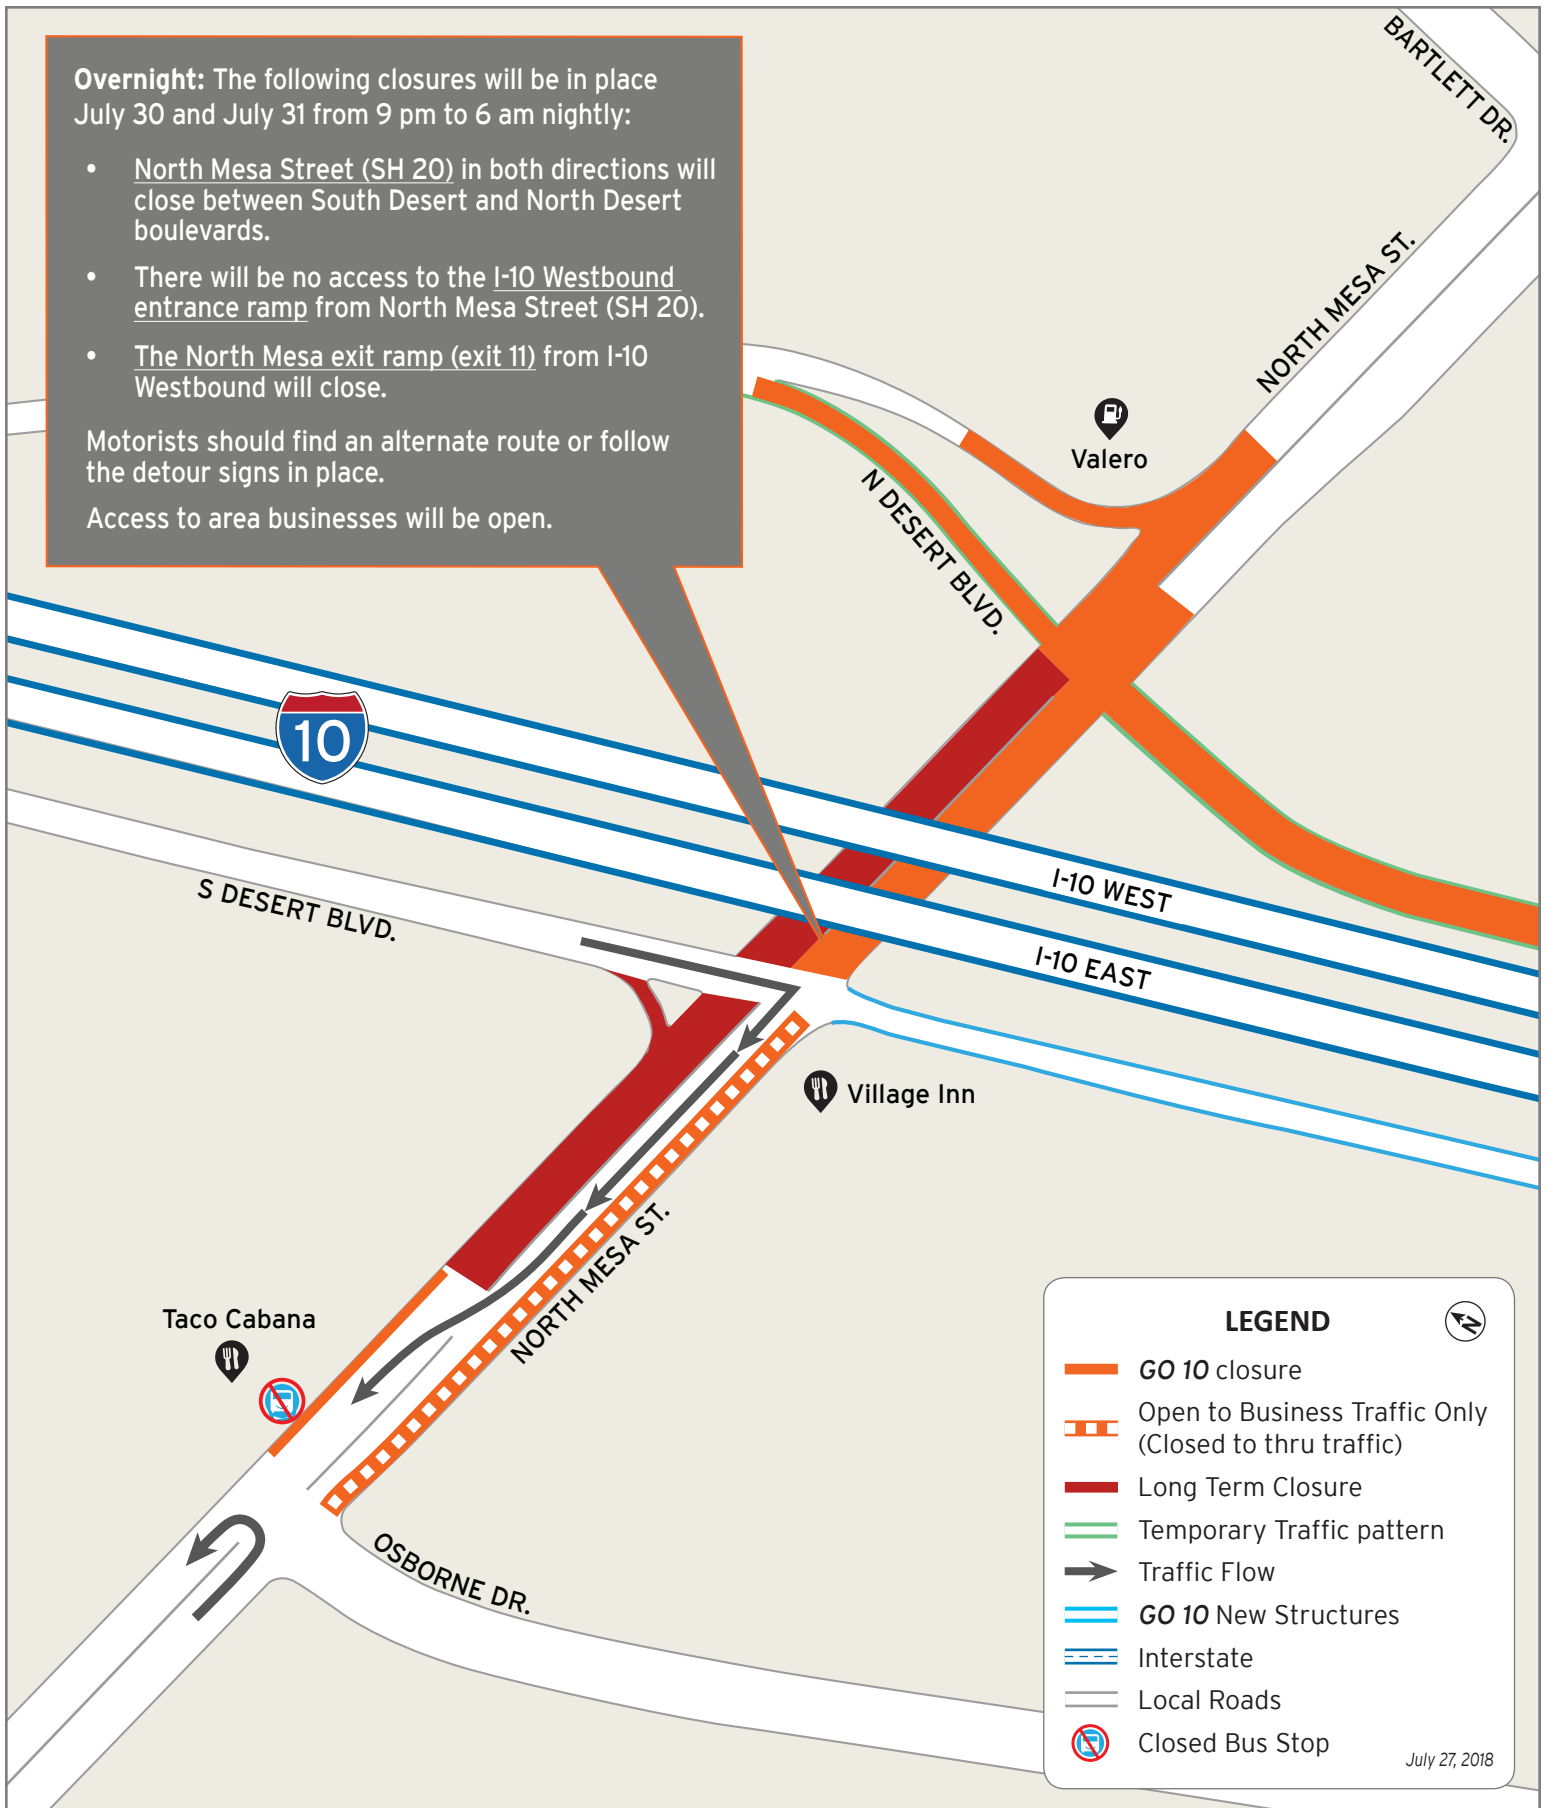 Overnight: The following closures will be in place
July 30 and July 31 from 9 pm to 6 am nightly:
• North Mesa Street (SH 20) in both directions will
close between South Desert and North Desert
boulevards.
• There will be no access to the I-10 Westbound
entrance ramp from North Mesa Street (SH 20).
• The North Mesa exit ramp (exit 11) from I-10
Westbound will close.
Motorists should find an alternate route or follow
the detour signs in place.
Access to area businesses will be open.
BARTLETT DR.
NORTH MESA ST.
Valero
N DESERT BLVD.
10
S DESERT BLVD.
I-10 WEST
I-10 EAST
Village Inn
NORTH MESA ST.
Taco Cabana
OSBORNE DR.
LEGEND
N
GO 10 closure
Open to Business Traffic Only
(Closed to thru traffic)
Long Term Closure
Temporary Traffic pattern
Traffic Flow
GO 10 New Structures
Interstate
Local Roads
Closed Bus Stop
July 27, 2018